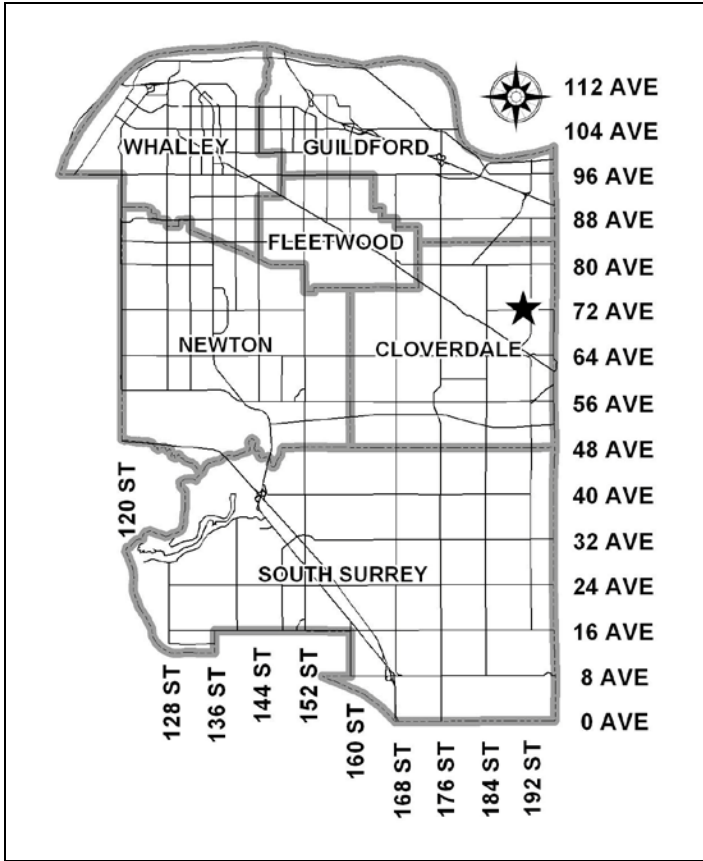 112 AVE
104 AVE
WHALLEY
GUILDFORD
96 AVE
88 AVE
FLEETWOOD
80 AVE
72 AVE
NEWTON
CLOVERDALE
64 AVE
56 AVE
48 AVE
120 ST
40 AVE
32 AVE
SOUTH SURREY
24 AVE
16 AVE
8 AVE
0 AVE
128 ST
136 ST
144 ST
152 ST
160 ST
168 ST
176 ST
184 ST
192 ST